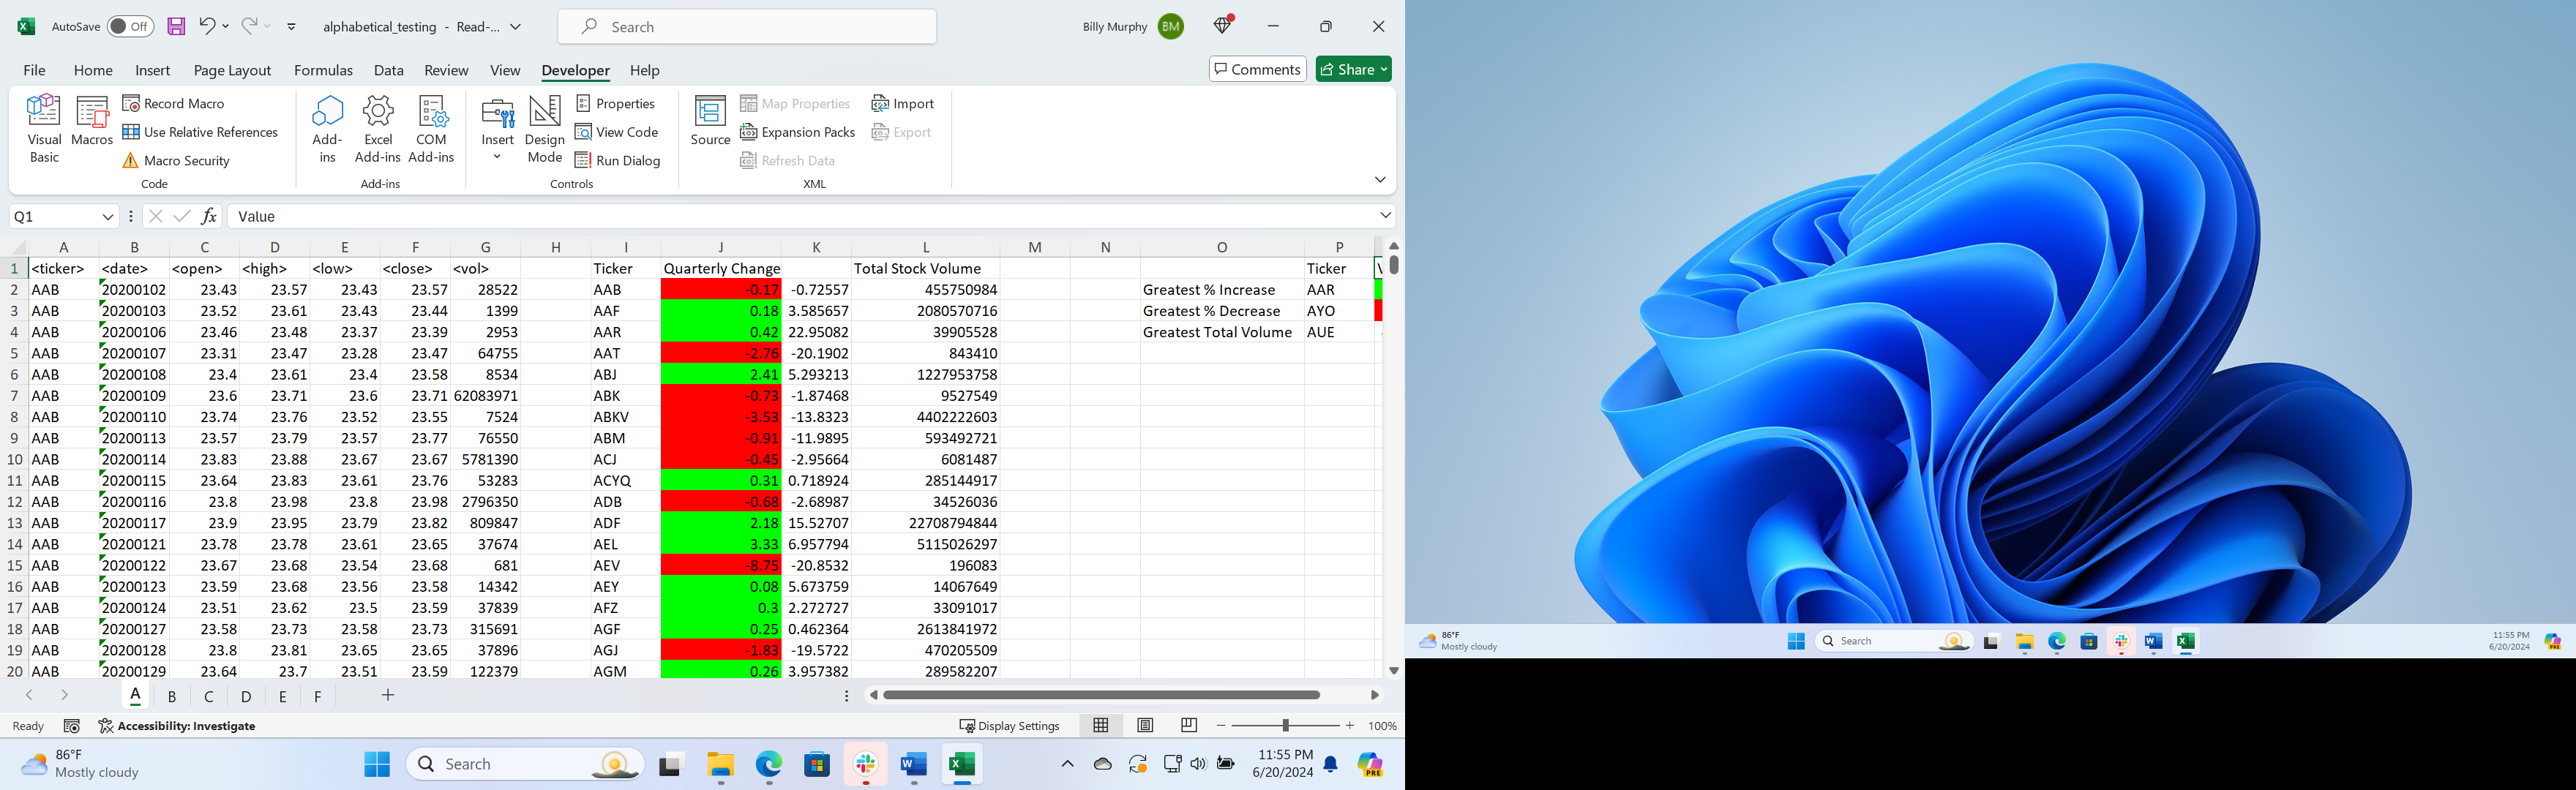 AutoSave Off alphabetical_testing - Read-... Search Billy Murphy BM
File Home Insert Page Layout Formulas Data Review View Developer Help Comments Share
Visual Basic Macros Record Macro Use Relative References Macro Security Code
Add-ins Excel Add-ins COM Add-ins Add-ins
Insert Design Mode Properties View Code Run Dialog Controls
Source Map Properties Expansion Packs Refresh Data Import Export XML
Q1 fx Value
A B C D E F G H I J K L M N O P
1 <ticker> <date> <open> <high> <low> <close> <vol> Ticker Quarterly Change Total Stock Volume Ticker
2 AAB 20200102 23.43 23.57 23.43 23.57 28522 AAB -0.17 -0.72557 455750984 Greatest % Increase AAR
3 AAB 20200103 23.52 23.61 23.43 23.44 1399 AAF 0.18 3.585657 2080570716 Greatest % Decrease AYO
4 AAB 20200106 23.46 23.48 23.37 23.39 2953 AAR 0.42 22.95082 39905528 Greatest Total Volume AUE
5 AAB 20200107 23.31 23.47 23.28 23.47 64755 AAT -2.76 -20.1902 843410
6 AAB 20200108 23.4 23.61 23.4 23.58 8534 ABJ 2.41 5.293213 1227953758
7 AAB 20200109 23.6 23.71 23.6 23.71 62083971 ABK -0.73 -1.87468 9527549
8 AAB 20200110 23.74 23.76 23.52 23.55 7524 ABKV -3.53 -13.8323 4402222603
9 AAB 20200113 23.57 23.79 23.57 23.77 76550 ABM -0.91 -11.9895 593492721
10 AAB 20200114 23.83 23.88 23.67 23.67 5781390 ACJ -0.45 -2.95664 6081487
11 AAB 20200115 23.64 23.83 23.61 23.76 53283 ACYQ 0.31 0.718924 285144917
12 AAB 20200116 23.8 23.98 23.8 23.98 2796350 ADB -0.68 -2.68987 34526036
13 AAB 20200117 23.9 23.95 23.79 23.82 809847 ADF 2.18 15.52707 22708794844
14 AAB 20200121 23.78 23.78 23.61 23.65 37674 AEL 3.33 6.957794 5115026297
15 AAB 20200122 23.67 23.68 23.54 23.68 681 AEV -8.75 -20.8532 196083
16 AAB 20200123 23.59 23.68 23.56 23.58 14342 AEY 0.08 5.673759 14067649
17 AAB 20200124 23.51 23.62 23.5 23.59 37839 AFZ 0.3 2.272727 33091017
18 AAB 20200127 23.58 23.73 23.58 23.73 315691 AGF 0.25 0.462364 2613841972
19 AAB 20200128 23.8 23.81 23.65 23.65 37896 AGJ -1.83 -19.5722 470205509
20 AAB 20200129 23.64 23.7 23.51 23.59 122379 AGM 0.26 3.957382 289582207
A B C D E F
Ready Accessibility: Investigate Display Settings 100%
86°F
Mostly cloudy
Search
11:55 PM
6/20/2024
PRE
86°F
Mostly cloudy
Search
11:55 PM
6/20/2024
PRE